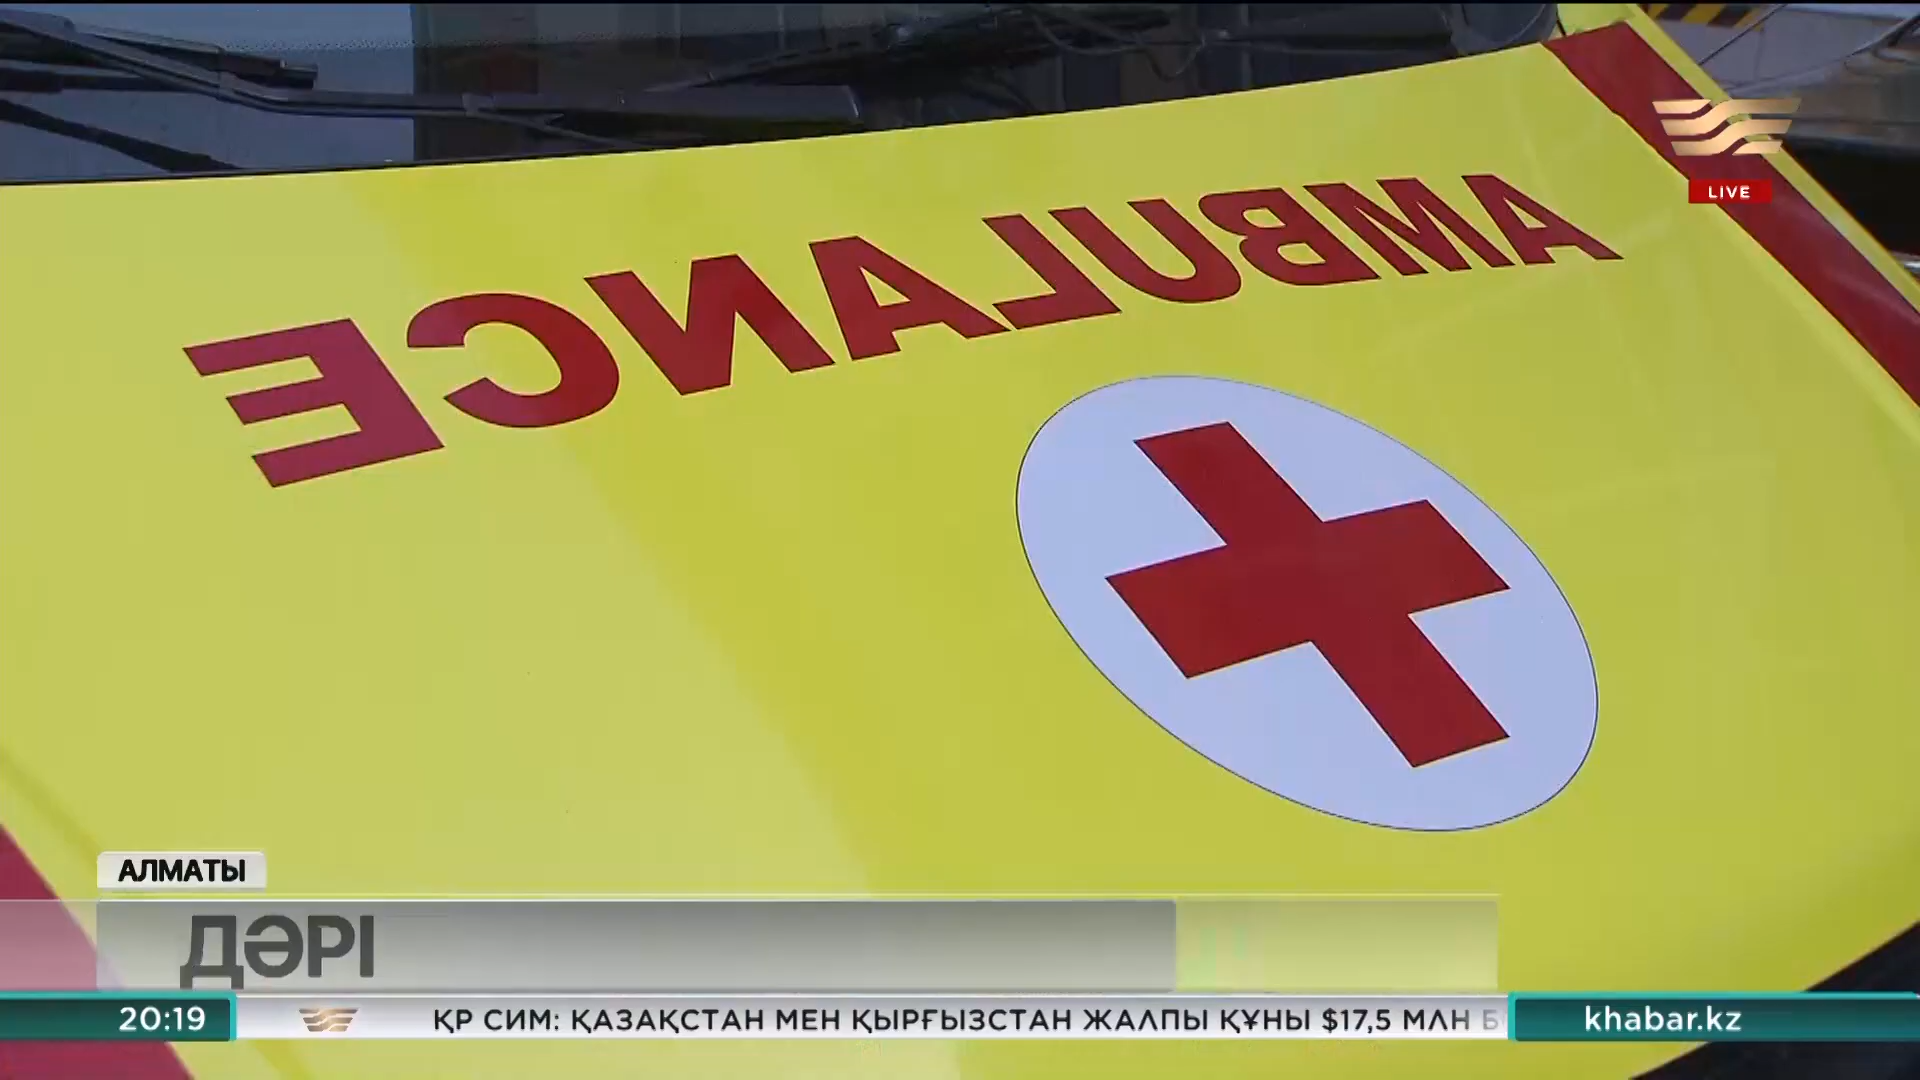 AMBULANCE
LIVE
АЛМАТЫ
ДӘРІ
20:19
ҚР СИМ: ҚАЗАҚСТАН МЕН ҚЫРҒЫЗСТАН ЖАЛПЫ ҚҰНЫ $17,5 МЛН
khabar.kz